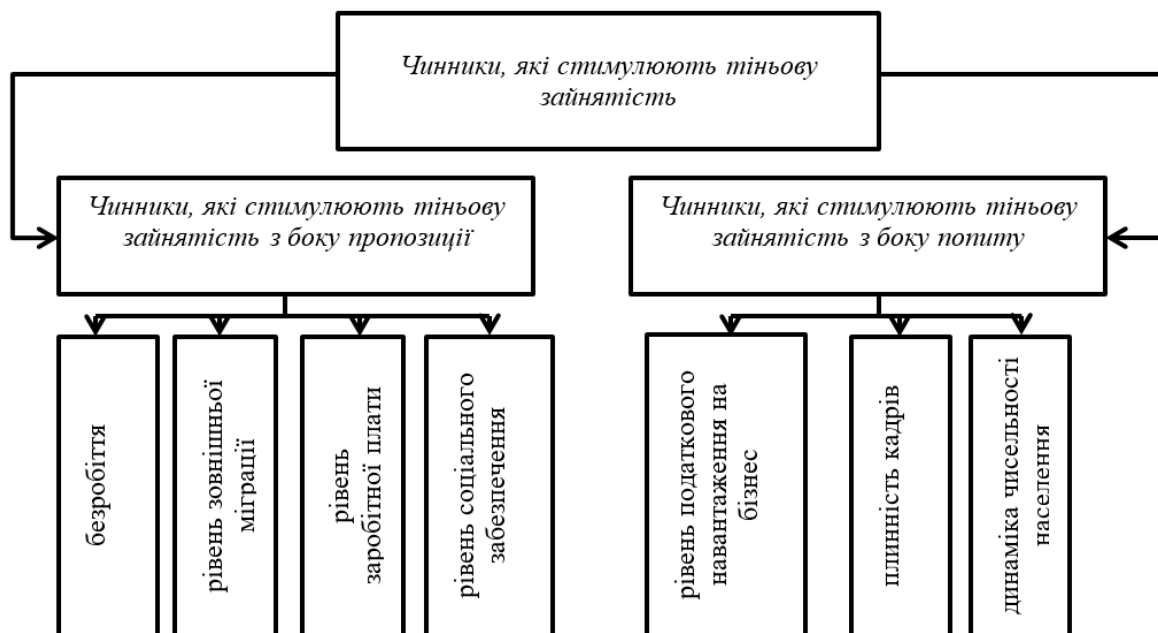 Чинники, які стимулюють тіньову
зайнятість
Чинники, які стимулюють тіньову
зайнятість з боку пропозиції
Чинники, які стимулюють тіньову
зайнятість з боку попиту
безробіття
рівень зовнішньої
міграції
рівень
заробітної плати
рівень соціального
забезпечення
рівень податкового
навантаження на
бізнес
плинність кадрів
динаміка чисельності
населення